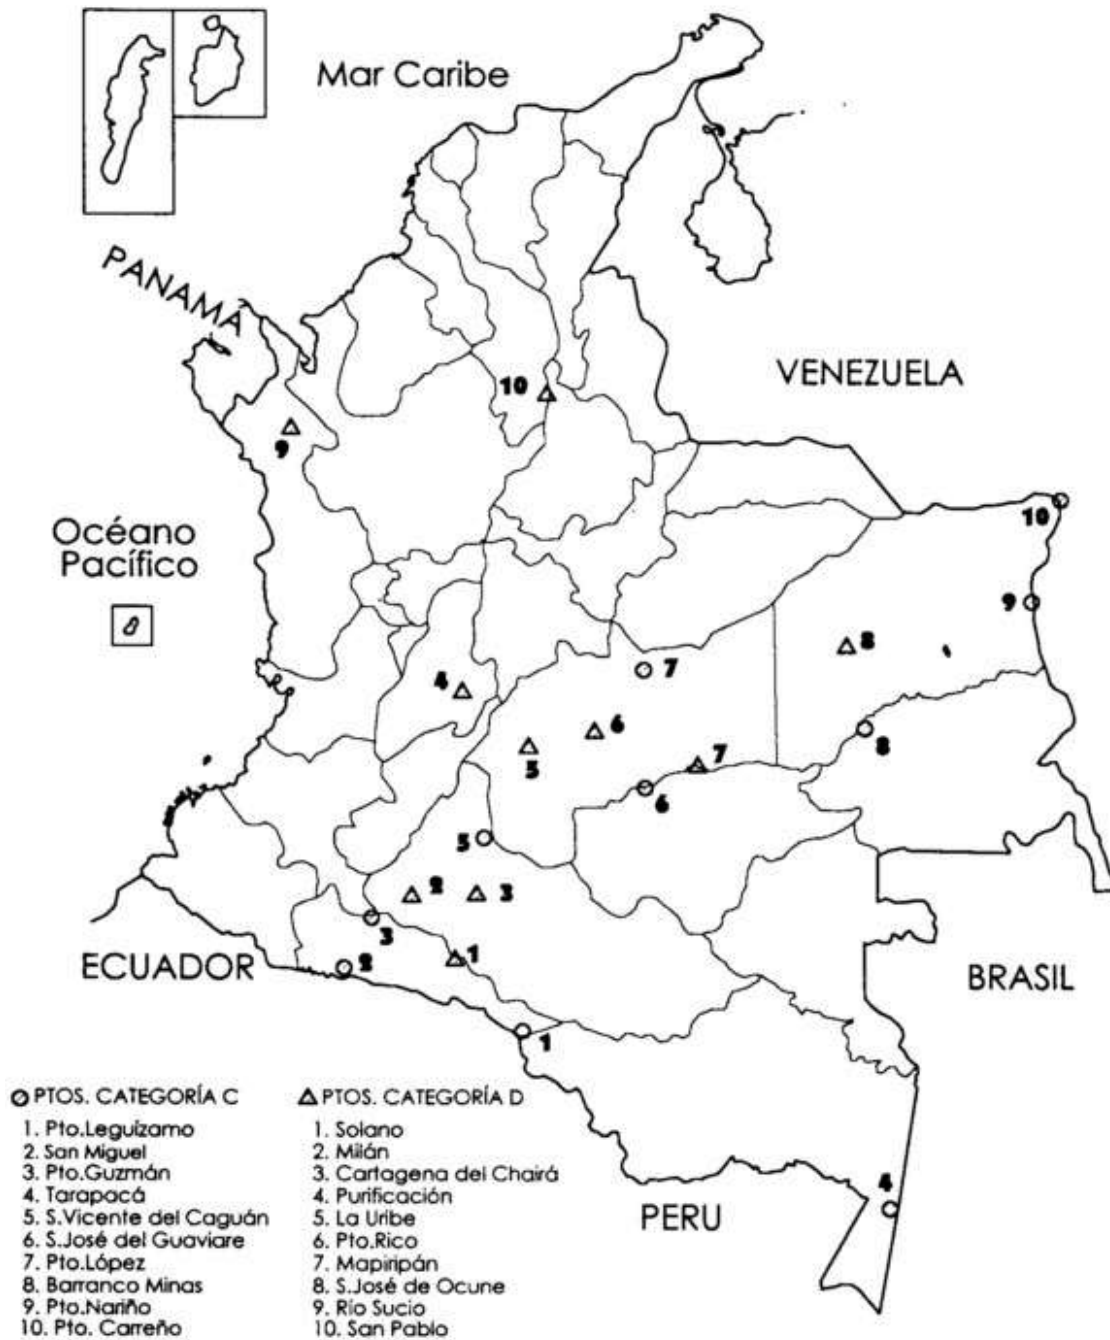 Mar Caribe
PANAMÁ
10
VENEZUELA
9
Océano
Pacífico
10
9
8
4
7
6
5
7
8
6
5
2
3
3
1
2
ECUADOR
BRASIL
1
4
PERU
PTOS. CATEGORÍA C
1. Pto.Leguízamo
2. San Miguel
3. Pto.Guzmán
4. Tarapacá
5. S.Vicente del Caguán
6. S.José del Guaviare
7. Pto.López
8. Barranco Minas
9. Pto.Nariño
10. Pto. Carreño
PTOS. CATEGORÍA D
1. Solano
2. Milán
3. Cartagena del Chairá
4. Purificación
5. La Uribe
6. Pto.Rico
7. Mapiripán
8. S.José de Ocune
9. Río Sucio
10. San Pablo